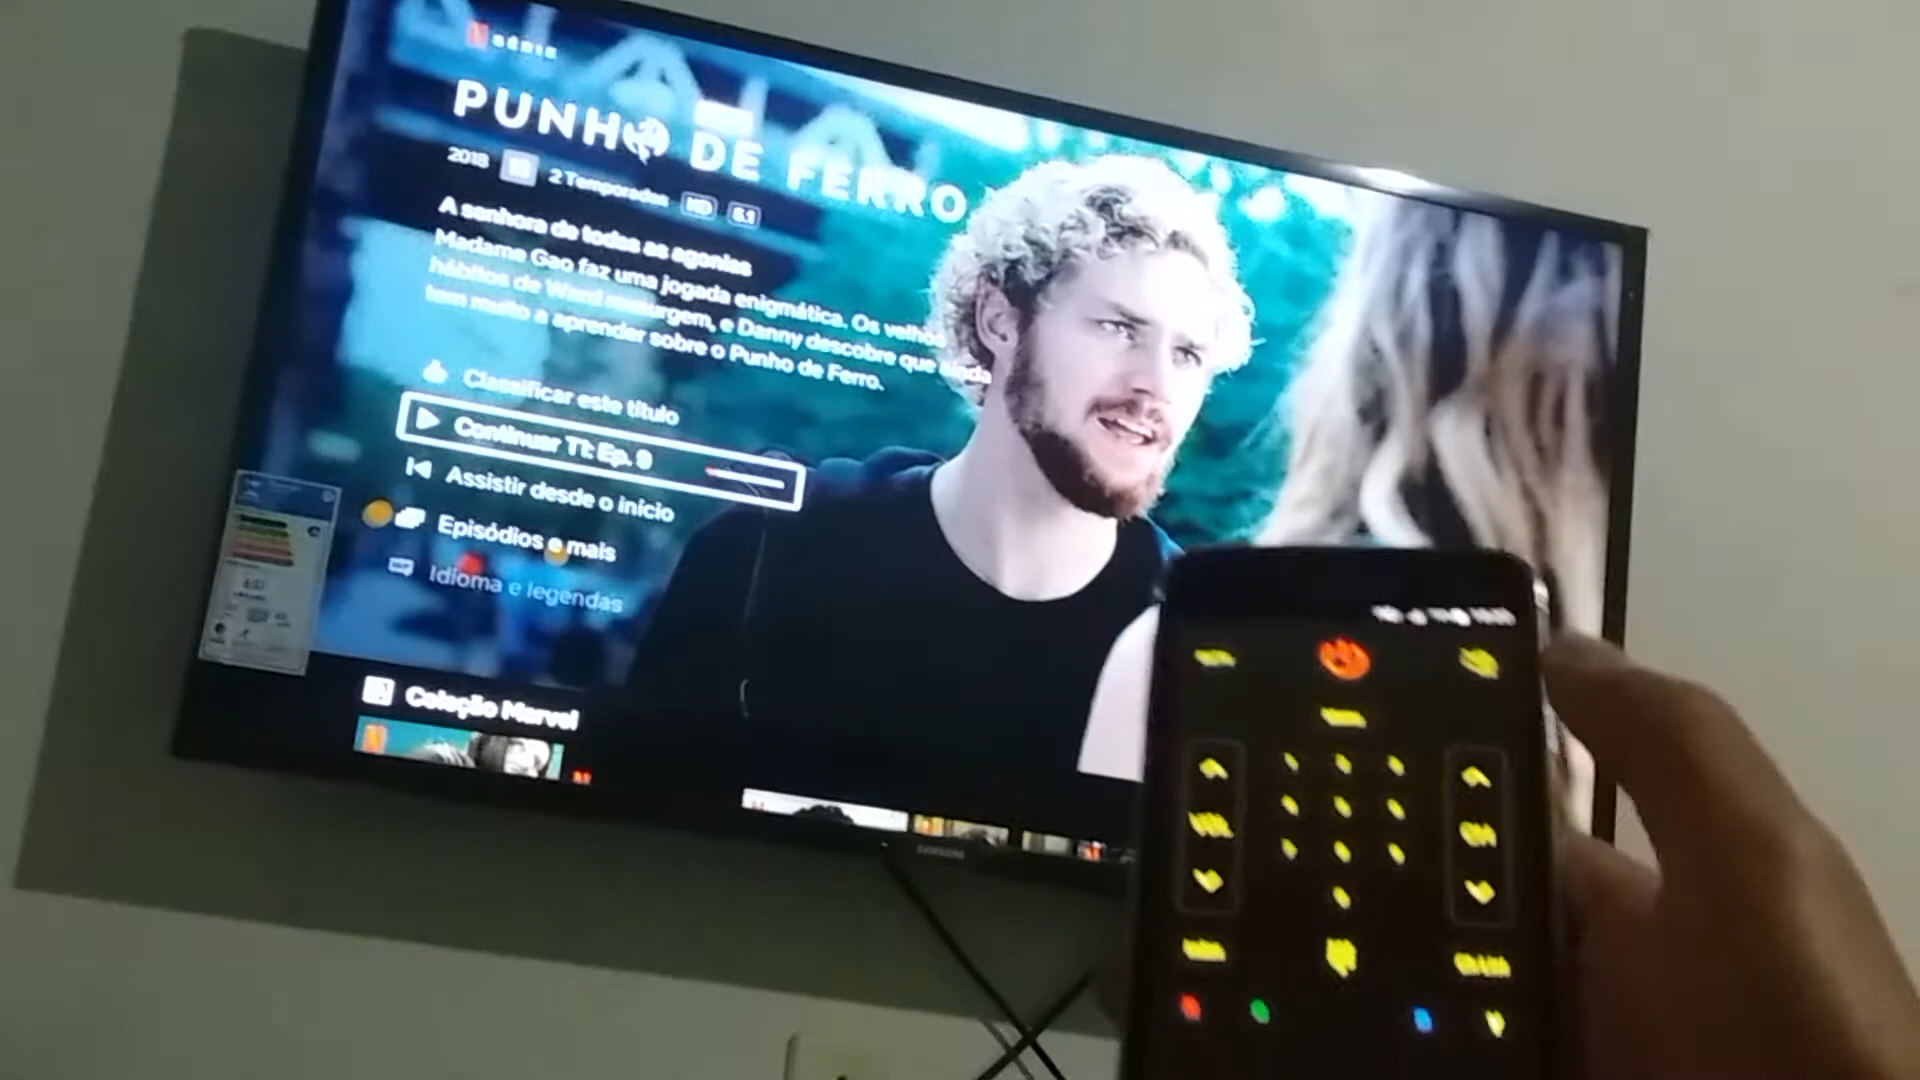 N SÉRIE
PUNHO DE FERRO
2018 2 Temporadas HD 5.1
A senhora de todas as agonias
Madame Gao faz uma jogada enigmática. Os velhos
hábitos de Ward ressurgem, e Danny descobre que ainda
tem muito a aprender sobre o Punho de Ferro.
Classificar este título
Continuar T1: Ep. 9
Assistir desde o início
Episódios e mais
Idioma e legendas
Coleção Marvel
SAMSUNG
VOL
CH